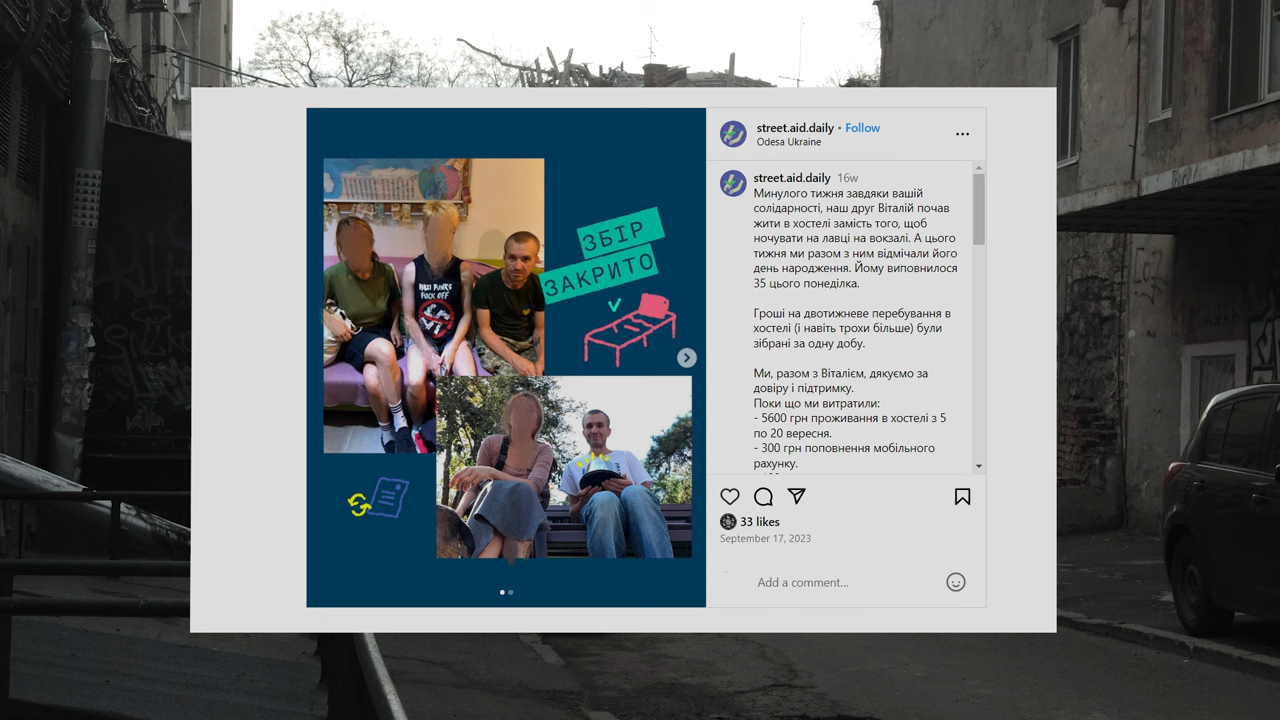 NAZI PUNKS
FUCK OFF
ЗБІР
ЗАКРИТО
street.aid.daily • Follow
Odesa Ukraine
street.aid.daily 16w
Минулого тижня завдяки вашій
солідарності, наш друг Віталій почав
жити в хостелі замість того, щоб
ночувати на лавці на вокзалі. А цього
тижня ми разом з ним відмічали його
день народження. Йому виповнилося
35 цього понеділка.
Гроші на двотижневе перебування в
хостелі (і навіть трохи більше) були
зібрані за одну добу.
Ми, разом з Віталієм, дякуємо за
довіру і підтримку.
Поки що ми витратили:
- 5600 грн проживання в хостелі з 5
по 20 вересня.
- 300 грн поповнення мобільного
рахунку.
33 likes
September 17, 2023
Add a comment...